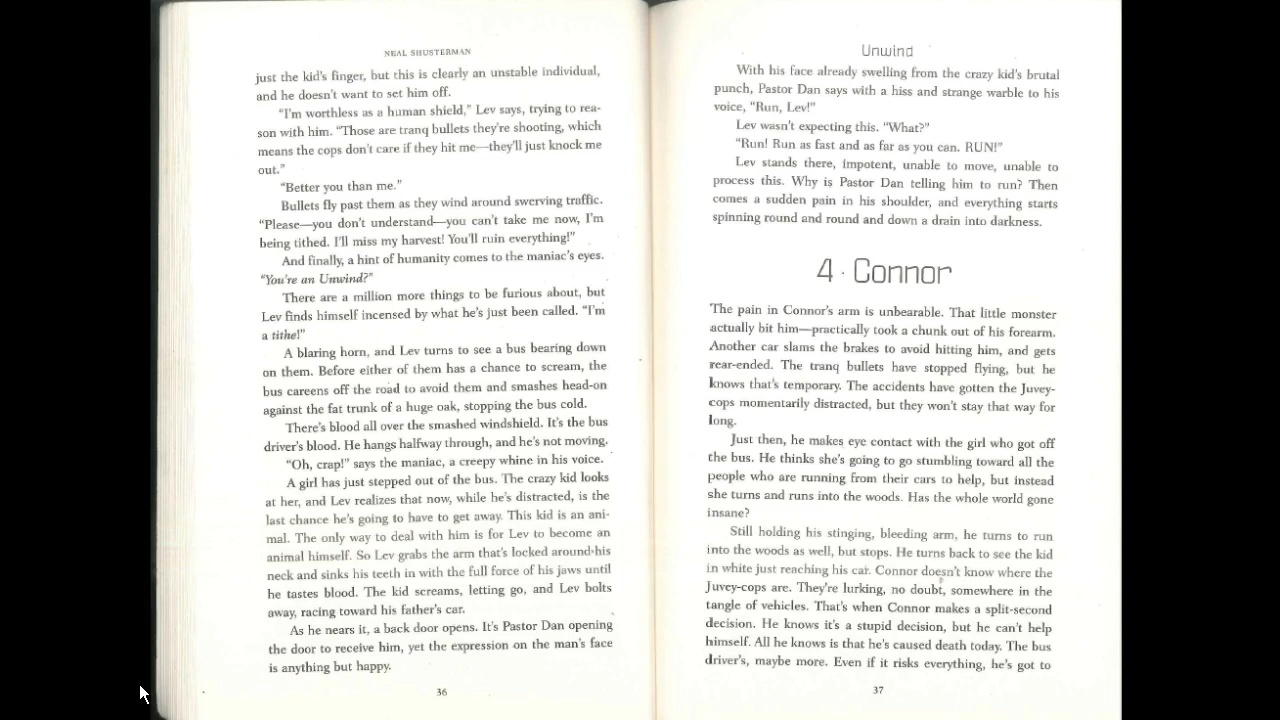 NEAL SHUSTERMAN
just the kid's finger, but this is clearly an unstable individual,
and he doesn't want to set him off.
"I'm worthless as a human shield," Lev says, trying to rea-
son with him. "Those are tranq bullets they're shooting, which
means the cops don't care if they hit me—they'll just knock me
out."
"Better you than me."
Bullets fly past them as they wind around swerving traffic.
"Please—you don't understand—you can't take me now, I'm
being tithed. I'll miss my harvest! You'll ruin everything!"
And finally, a hint of humanity comes to the maniac's eyes.
"You're an Unwind?"
There are a million more things to be furious about, but
Lev finds himself incensed by what he's just been called. "I'm
a tithe!"
A blaring horn, and Lev turns to see a bus bearing down
on them. Before either of them has a chance to scream, the
bus careens off the road to avoid them and smashes head-on
against the fat trunk of a huge oak, stopping the bus cold.
There's blood all over the smashed windshield. It's the bus
driver's blood. He hangs halfway through, and he's not moving.
"Oh, crap!" says the maniac, a creepy whine in his voice.
A girl has just stepped out of the bus. The crazy kid looks
at her, and Lev realizes that now, while he's distracted, is the
last chance he's going to have to get away. This kid is an ani-
mal. The only way to deal with him is for Lev to become an
animal himself. So Lev grabs the arm that's locked around his
neck and sinks his teeth in with the full force of his jaws until
he tastes blood. The kid screams, letting go, and Lev bolts
away, racing toward his father's car.
As he nears it, a back door opens. It's Pastor Dan opening
the door to receive him, yet the expression on the man's face
is anything but happy.
36
Unwind
With his face already swelling from the crazy kid's brutal
punch, Pastor Dan says with a hiss and strange warble to his
voice, "Run, Lev!"
Lev wasn't expecting this. "What?"
"Run! Run as fast and as far as you can. RUN!"
Lev stands there, impotent, unable to move, unable to
process this. Why is Pastor Dan telling him to run? Then
comes a sudden pain in his shoulder, and everything starts
spinning round and round and down a drain into darkness.
4 · Connor
The pain in Connor's arm is unbearable. That little monster
actually bit him—practically took a chunk out of his forearm.
Another car slams the brakes to avoid hitting him, and gets
rear-ended. The tranq bullets have stopped flying, but he
knows that's temporary. The accidents have gotten the Juvey-
cops momentarily distracted, but they won't stay that way for
long.
Just then, he makes eye contact with the girl who got off
the bus. He thinks she's going to go stumbling toward all the
people who are running from their cars to help, but instead
she turns and runs into the woods. Has the whole world gone
insane?
Still holding his stinging, bleeding arm, he turns to run
into the woods as well, but stops. He turns back to see the kid
in white just reaching his car. Connor doesn't know where the
Juvey-cops are. They're lurking, no doubt, somewhere in the
tangle of vehicles. That's when Connor makes a split-second
decision. He knows it's a stupid decision, but he can't help
himself. All he knows is that he's caused death today. The bus
driver's, maybe more. Even if it risks everything, he's got to
37